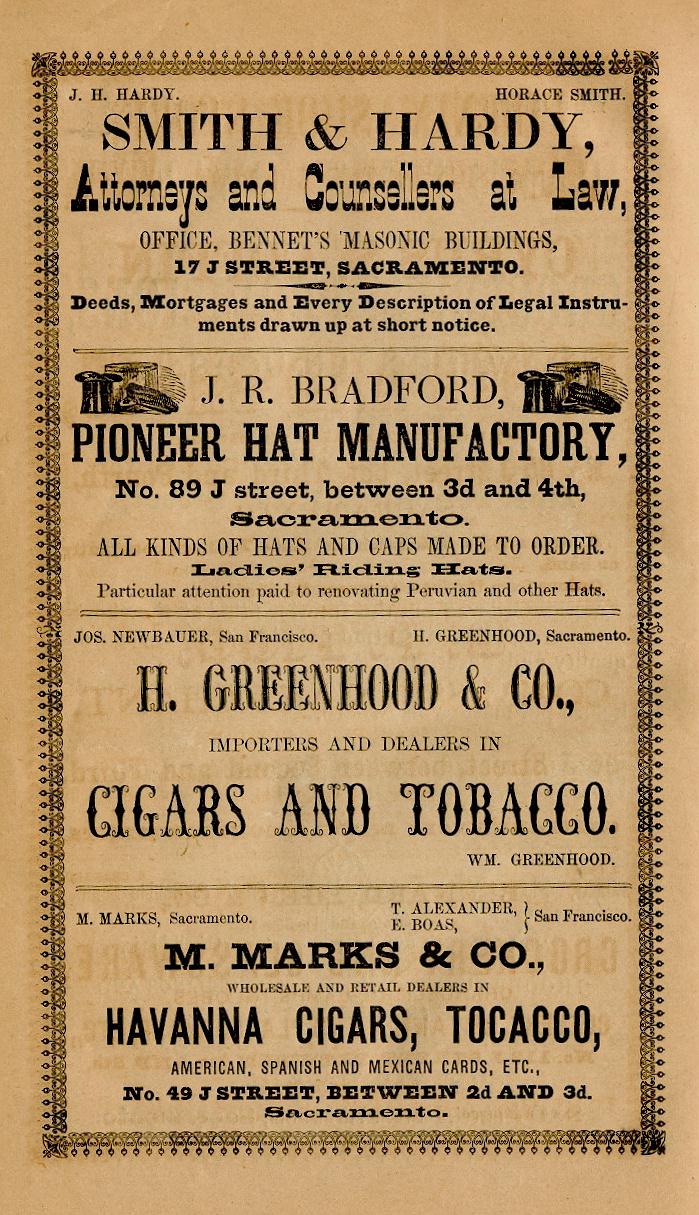 J. H. HARDY. HORACE SMITH.
SMITH & HARDY,
Attorneys and Counsellers at Law,
OFFICE, BENNET'S MASONIC BUILDINGS,
17 J STREET, SACRAMENTO.
Deeds, Mortgages and Every Description of Legal Instru-
ments drawn up at short notice.
J. R. BRADFORD,
PIONEER HAT MANUFACTORY,
No. 89 J street, between 3d and 4th,
Sacramento.
ALL KINDS OF HATS AND CAPS MADE TO ORDER.
Ladies' Riding Hats.
Particular attention paid to renovating Peruvian and other Hats.
JOS. NEWBAUER, San Francisco. H. GREENHOOD, Sacramento.
H. GREENHOOD & CO.,
IMPORTERS AND DEALERS IN
CIGARS AND TOBACCO.
WM. GREENHOOD.
M. MARKS, Sacramento. T. ALEXANDER, } San Francisco.
E. BOAS,
M. MARKS & CO.,
WHOLESALE AND RETAIL DEALERS IN
HAVANNA CIGARS, TOCACCO,
AMERICAN, SPANISH AND MEXICAN CARDS, ETC.,
No. 49 J STREET, BETWEEN 2d AND 3d.
Sacramento.